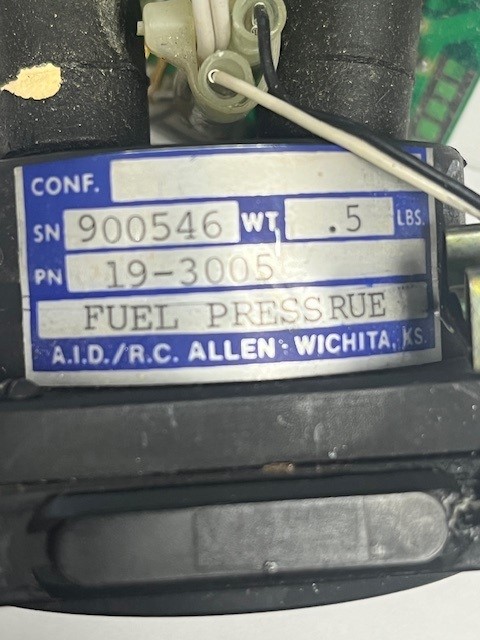 CONF.
SN 900546 WT .5 LBS.
PN 19-3005
FUEL PRESSRUE
A.I.D./R.C. ALLEN WICHITA, KS.